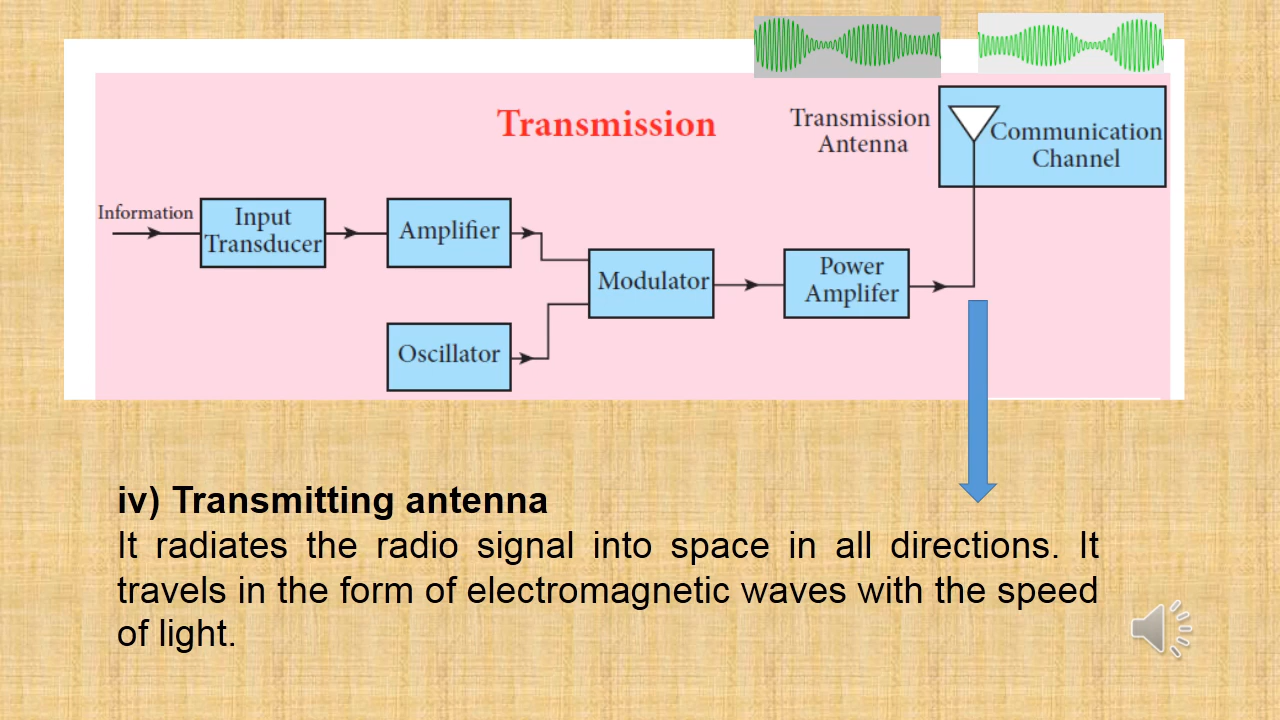 Transmission
Transmission
Antenna
Communication
Channel
Information
Input
Transducer
Amplifier
Modulator
Power
Amplifer
Oscillator
iv) Transmitting antenna
It radiates the radio signal into space in all directions. It
travels in the form of electromagnetic waves with the speed
of light.